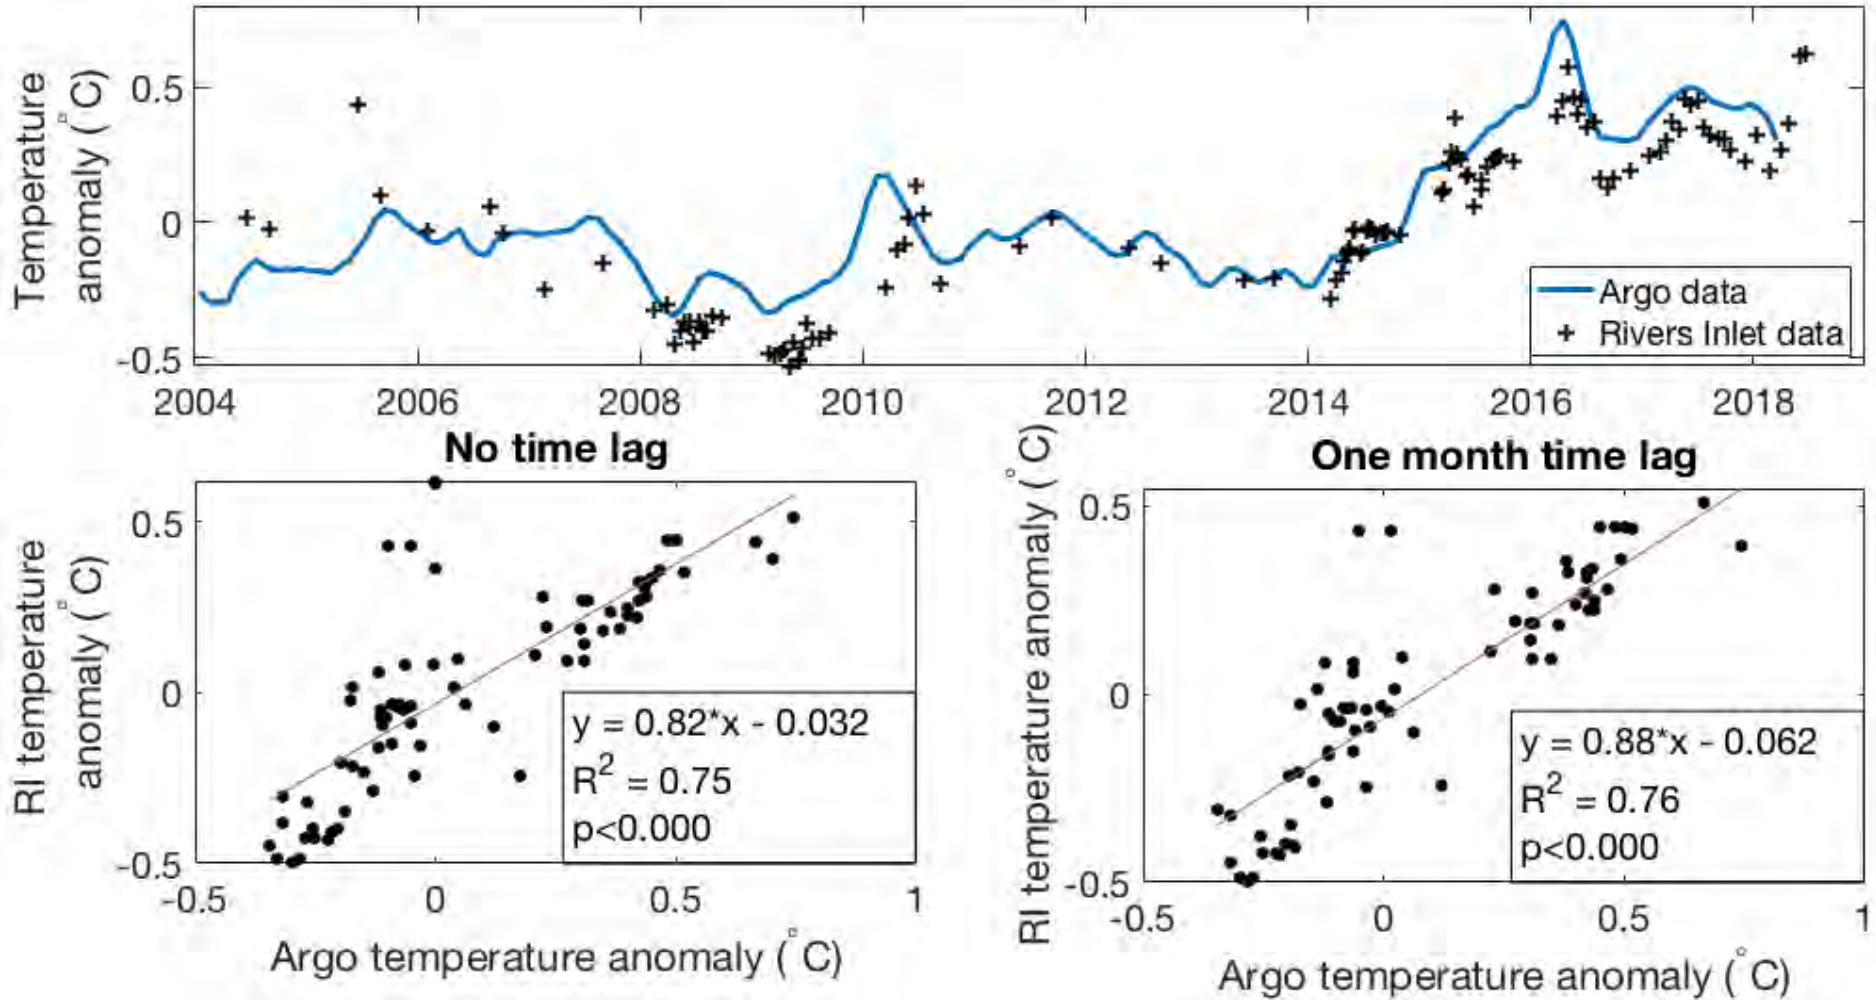 Temperature
anomaly (°C)
0.5
0
-0.5
2004 2006 2008 2010 2012 2014 2016 2018
Argo data
Rivers Inlet data
No time lag
RI temperature
anomaly (°C)
0.5
0
-0.5
-0.5 0 0.5 1
y = 0.82*x - 0.032
R² = 0.75
p<0.000
Argo temperature anomaly (°C)
One month time lag
RI temperature anomaly (°C)
0.5
0
-0.5
-0.5 0 0.5 1
y = 0.88*x - 0.062
R² = 0.76
p<0.000
Argo temperature anomaly (°C)